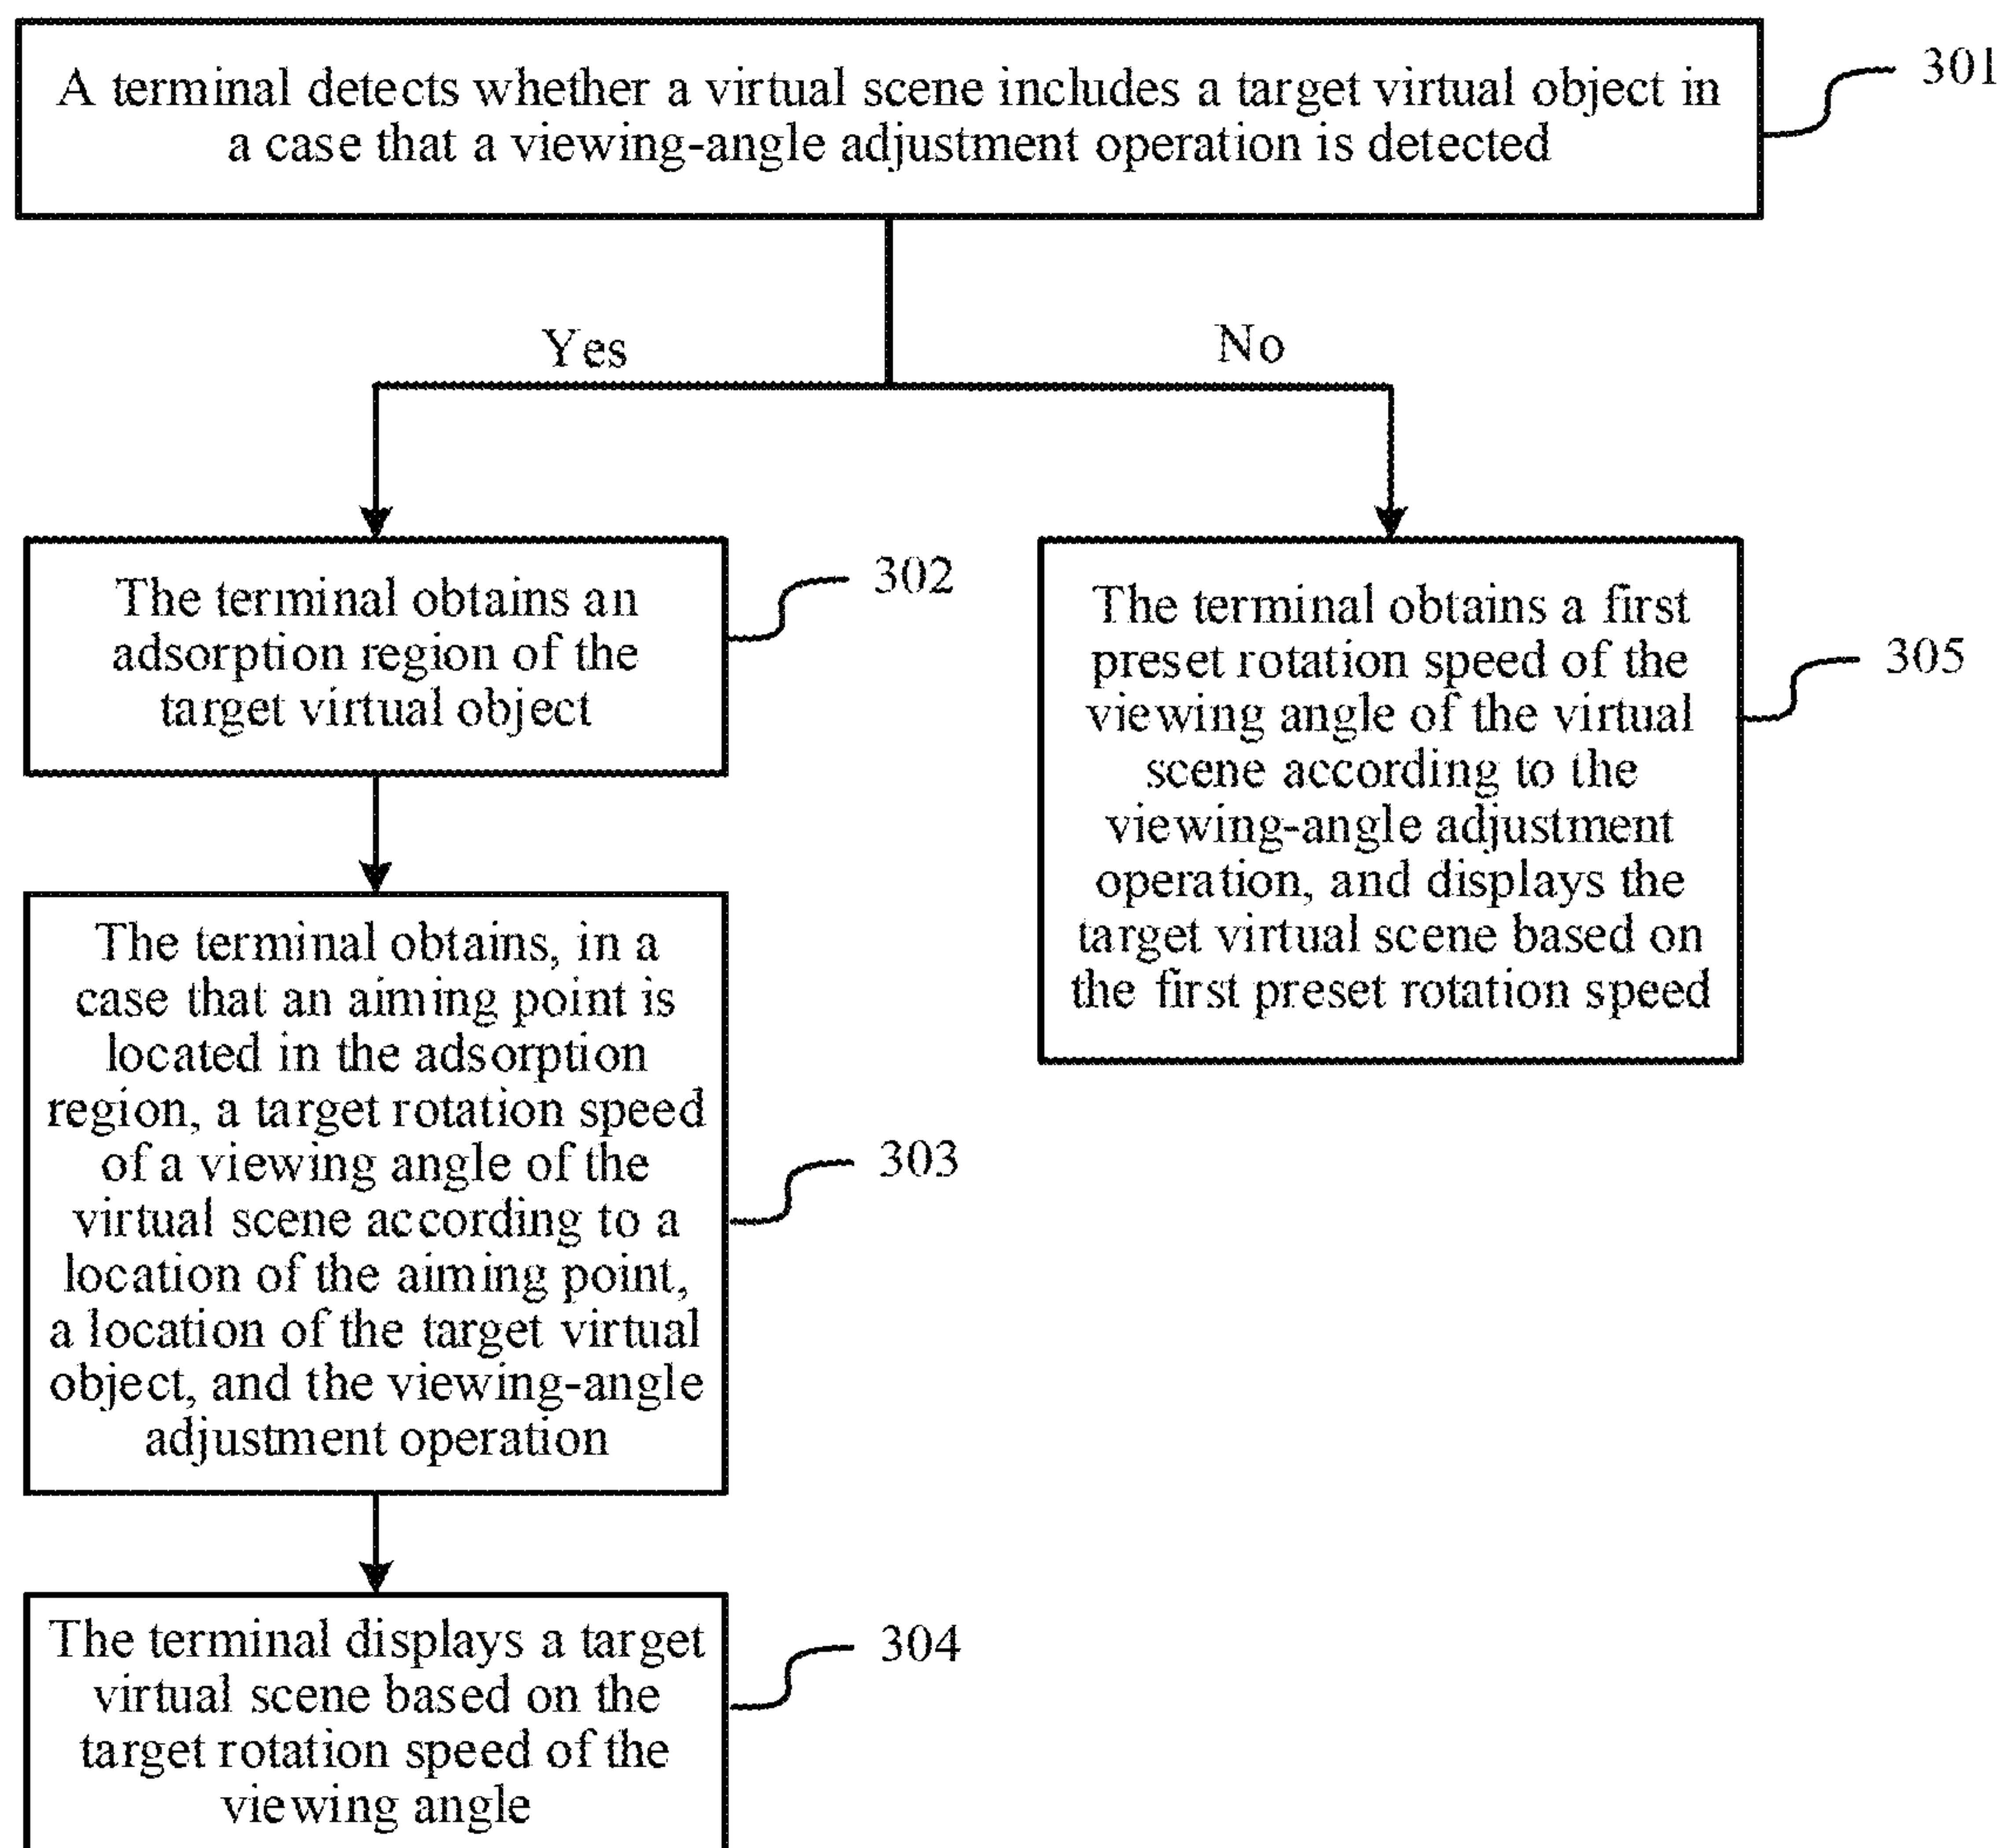 A terminal detects whether a virtual scene includes a target virtual object in
a case that a viewing-angle adjustment operation is detected
301
Yes
No
The terminal obtains an
adsorption region of the
target virtual object
302
The terminal obtains a first
preset rotation speed of the
viewing angle of the virtual
scene according to the
viewing-angle adjustment
operation, and displays the
target virtual scene based on
the first preset rotation speed
305
The terminal obtains, in a
case that an aiming point is
located in the adsorption
region, a target rotation speed
of a viewing angle of the
virtual scene according to a
location of the aiming point,
a location of the target virtual
object, and the viewing-angle
adjustment operation
303
The terminal displays a target
virtual scene based on the
target rotation speed of the
viewing angle
304